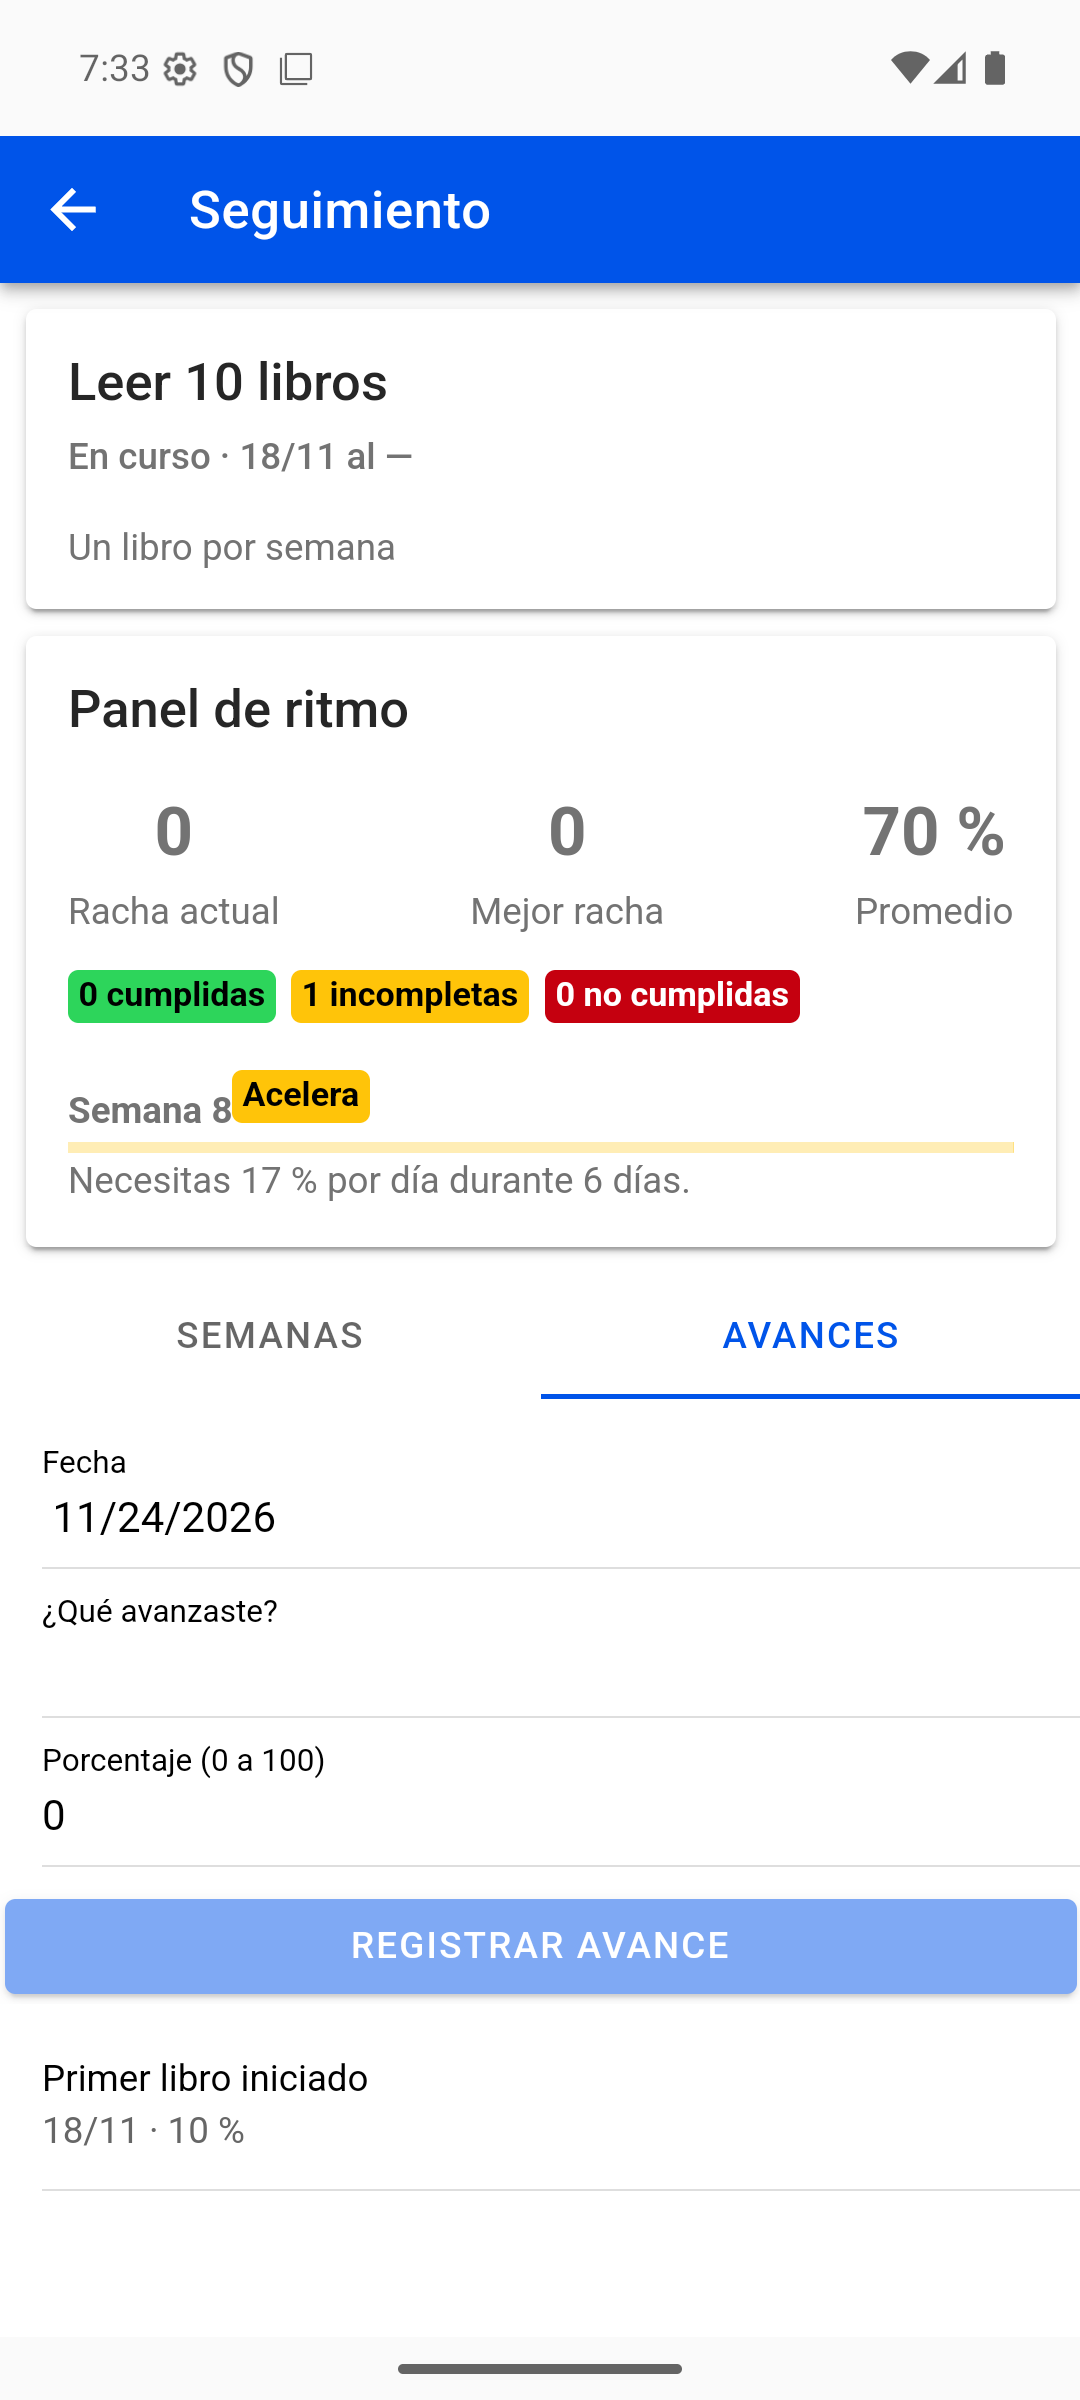 7:33
Seguimiento
Leer 10 libros
En curso · 18/11 al —
Un libro por semana
Panel de ritmo
0 0 70 %
Racha actual Mejor racha Promedio
0 cumplidas 1 incompletas 0 no cumplidas
Semana 8 Acelera
Necesitas 17 % por día durante 6 días.
SEMANAS AVANCES
Fecha
11/24/2026
¿Qué avanzaste?
Porcentaje (0 a 100)
0
REGISTRAR AVANCE
Primer libro iniciado
18/11 · 10 %